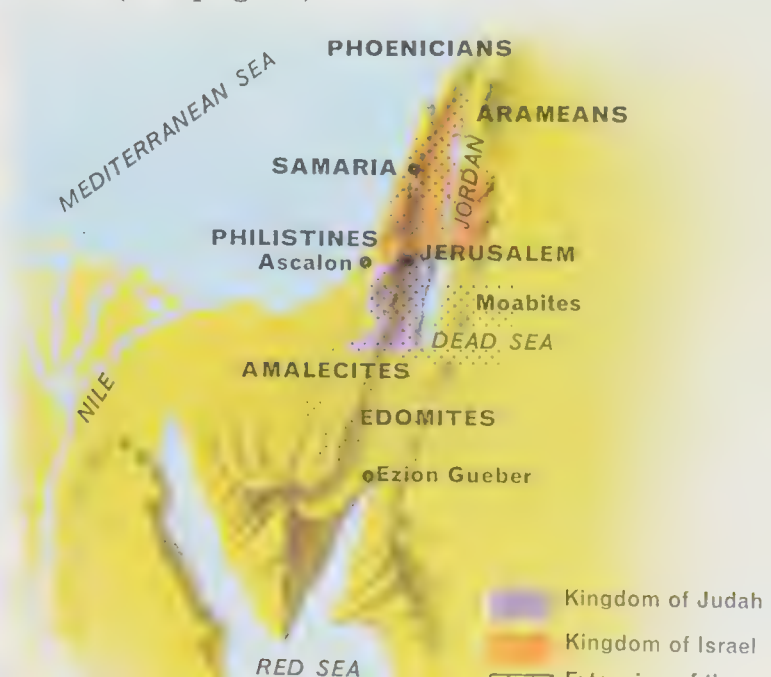 PHOENICIANS
MEDITERRANEAN SEA
ARAMEANS
SAMARIA
JORDAN
PHILISTINES
Ascalon
JERUSALEM
Moabites
DEAD SEA
AMALECITES
NILE
EDOMITES
Ezion Gueber
Kingdom of Judah
Kingdom of Israel
RED SEA